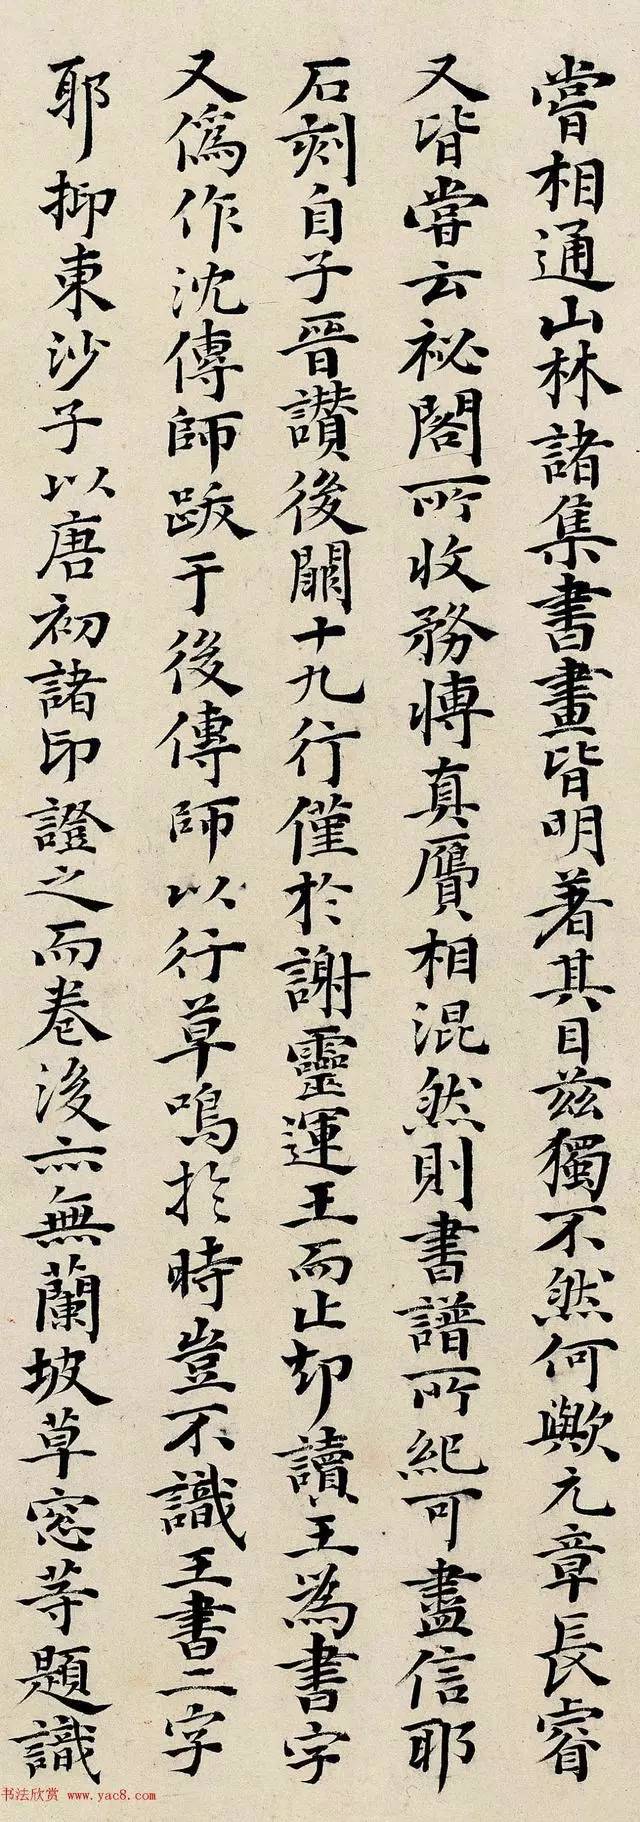 嘗相通山林諸集書畫皆明著其目茲獨不然何歟元章長睿
又皆嘗云祕閣所收務博真贗相混然則書譜所紀可盡信耶
石刻自子晉讚後闕十九行僅於謝靈運王而止却讀王為書字
又偽作沈傳師跋于後傳師以行草鳴於時豈不識王書二字
耶抑東沙子以唐初諸印證之而卷後亦無蘭坡草窓等題識
书法欣赏 www.yac8.com